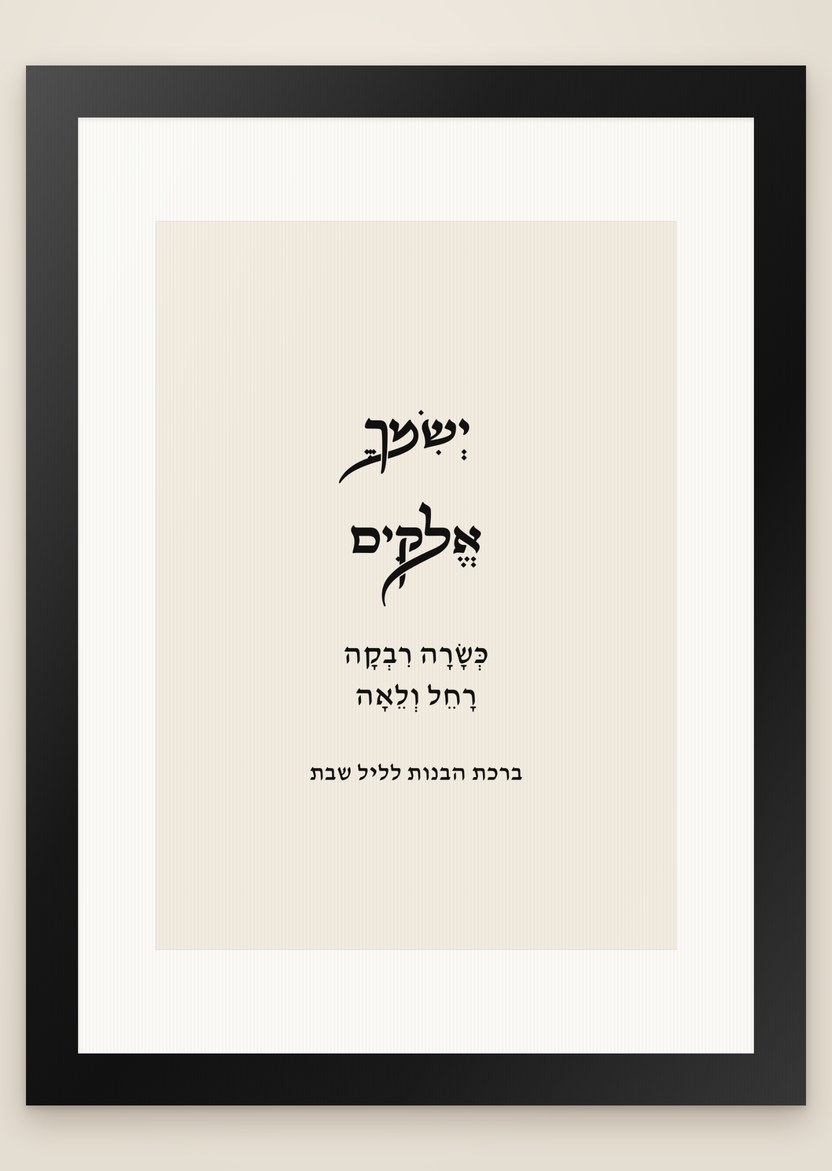 יְשִׂמֵךְ
אֱלֹקִים
כְּשָׂרָה רִבְקָה
רָחֵל וְלֵאָה
ברכת הבנות לליל שבת